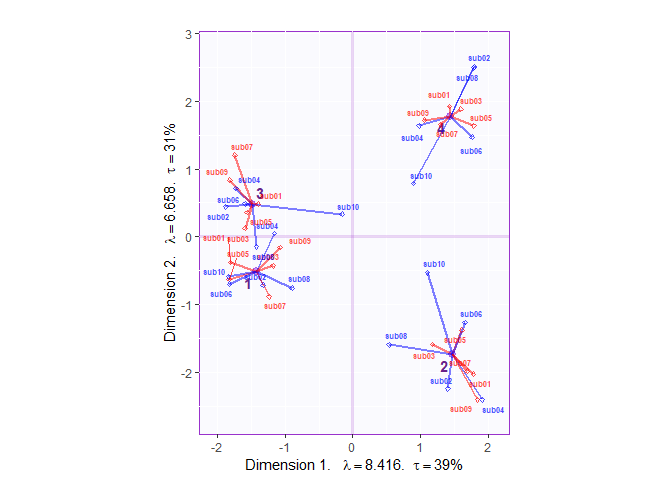 3
2
1
0
-1
-2
-2
-1
0
1
2
Dimension 1. λ = 8.416. τ = 39%
Dimension 2. λ = 6.658. τ = 31%
sub02
sub08
sub01
sub03
sub09
sub05
4
sub04
sub07
sub06
sub10
sub07
sub09
sub04
3
sub01
sub06
sub10
sub02
sub05
sub04
sub01
sub03
sub09
sub05
sub08
sub03
sub10
sub02
sub08
1
sub06
sub07
sub10
sub06
sub08
sub05
sub03
sub07
2
sub02
sub01
sub09
sub04